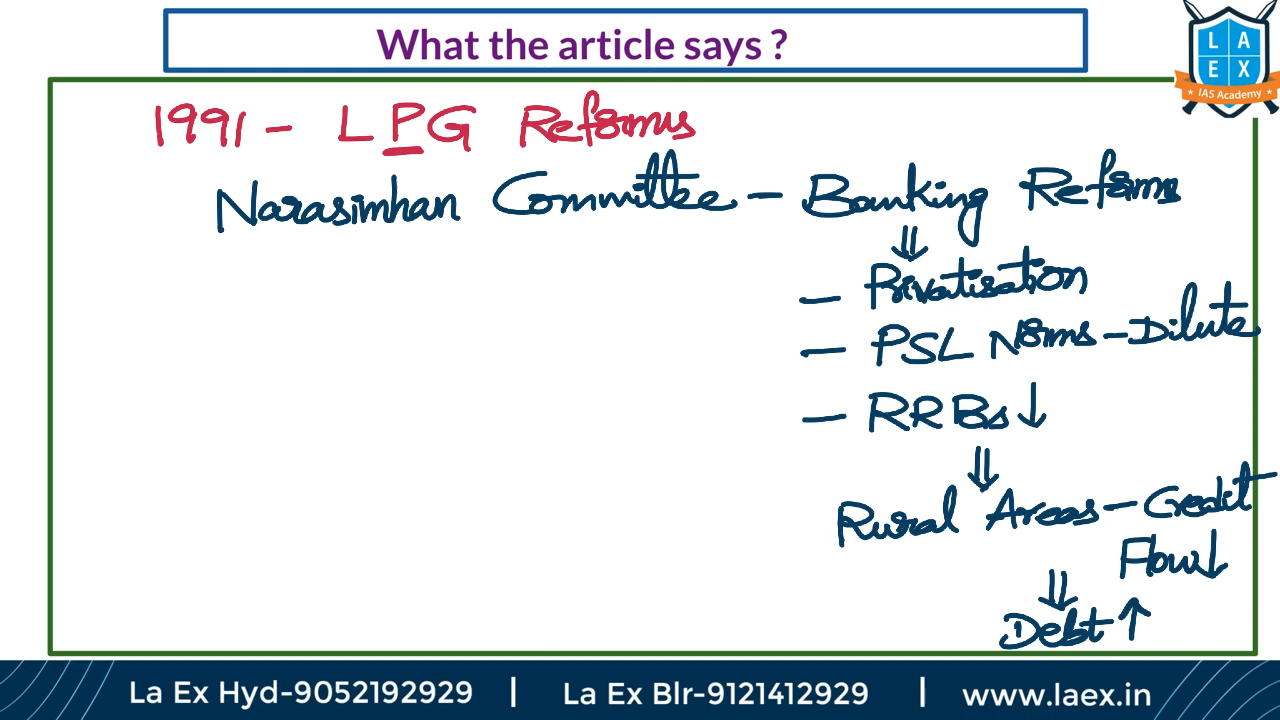 What the article says ?
L A
E X
IAS Academy
1991 - LPG Reforms
Narasimhan Committee - Banking Reforms
⇓
- Privatisation
- PSL Norms - Dilute
- RRBs ↓
⇓
Rural Areas - Credit
Flow ↓
⇓
Debt ↑
La Ex Hyd-9052192929 | La Ex Blr-9121412929 | www.laex.in